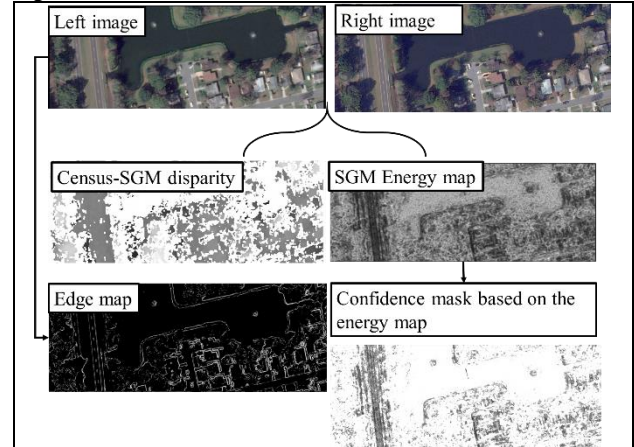 Left image
Right image
Census-SGM disparity
SGM Energy map
Edge map
Confidence mask based on the
energy map